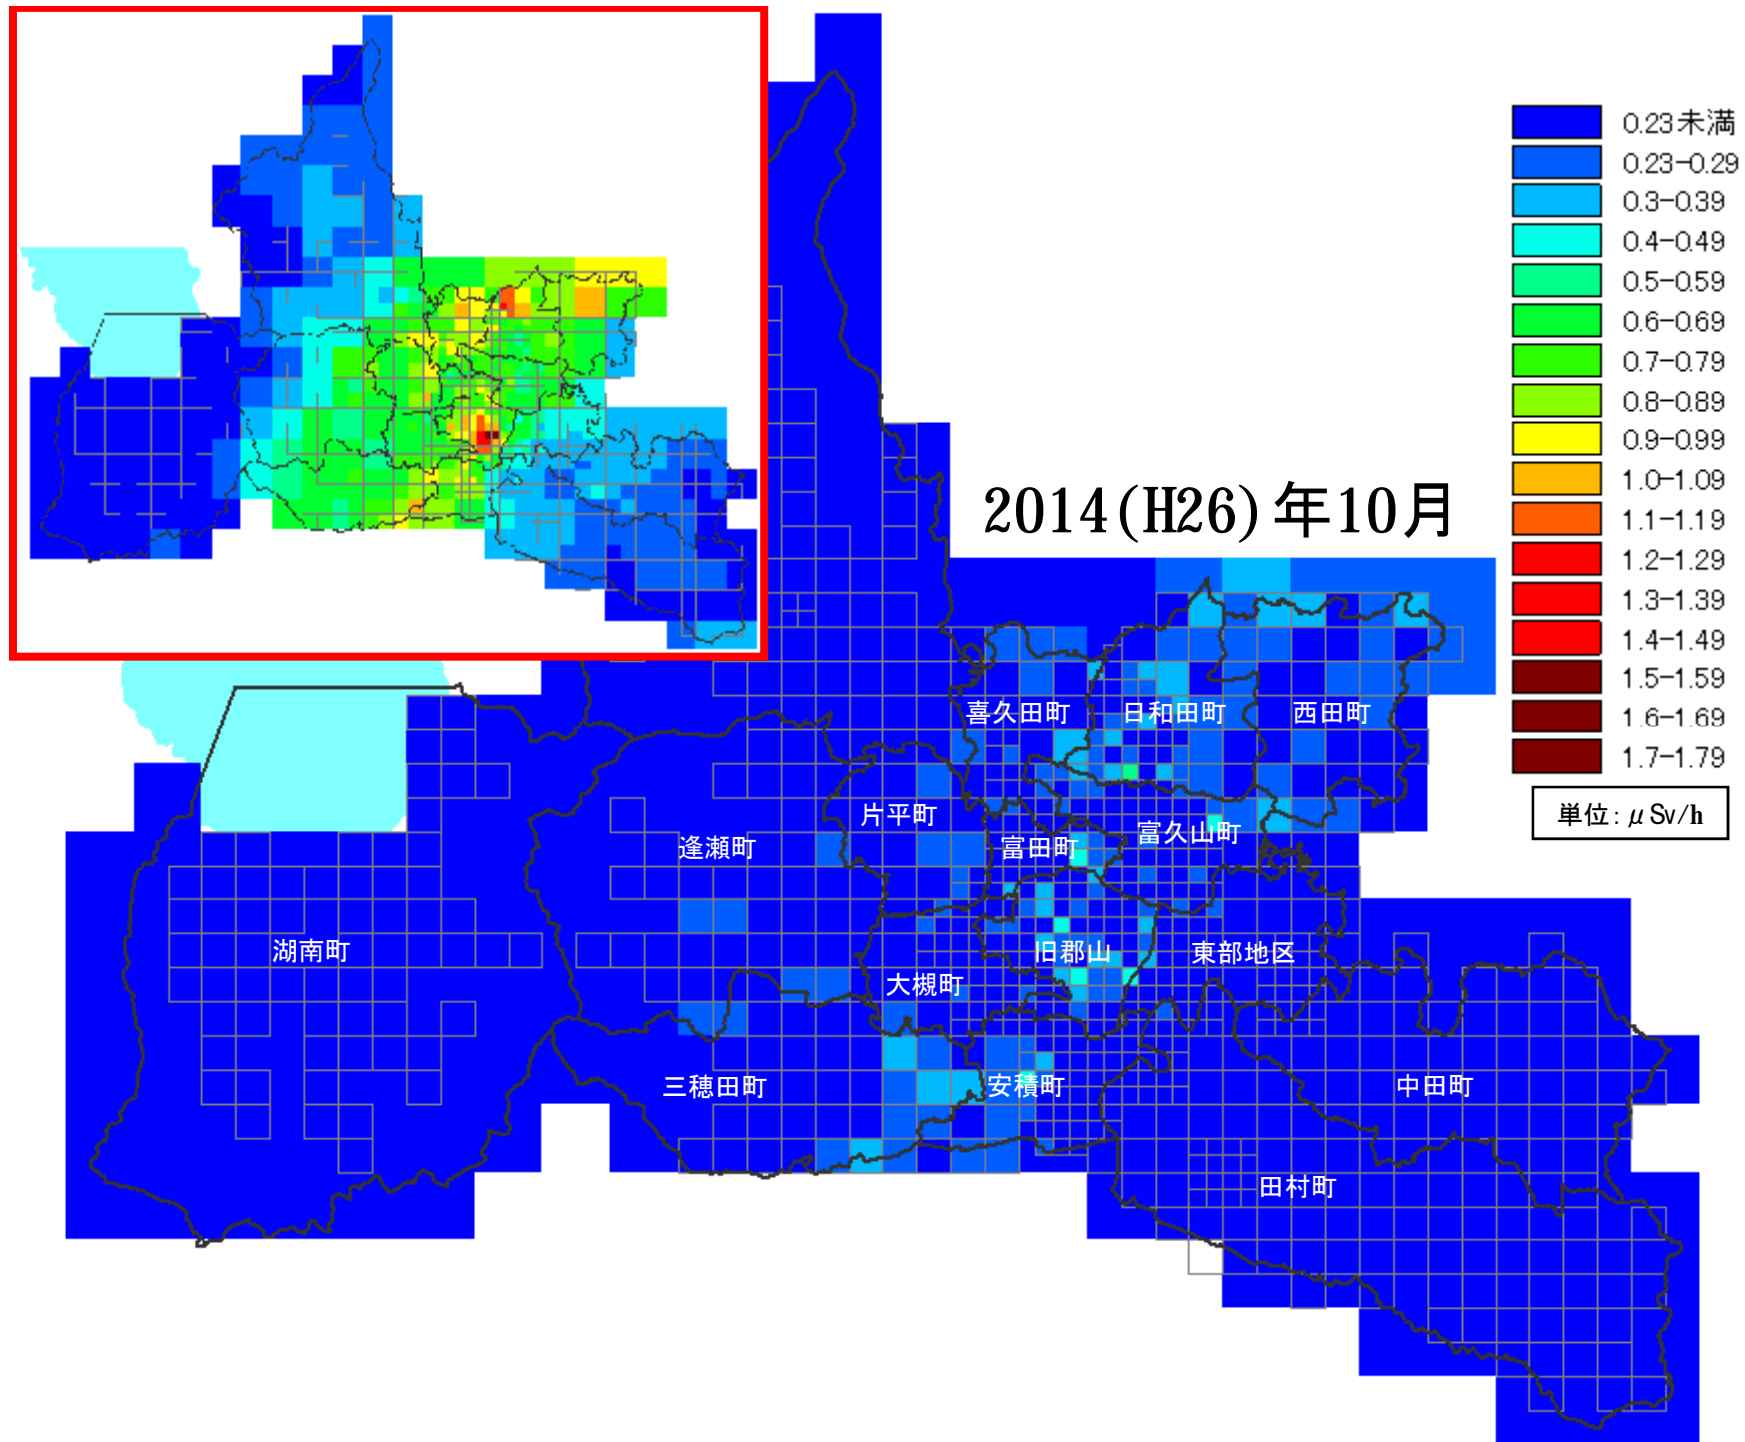 2014(H26)年10月
0.23未満
0.23-0.29
0.3-0.39
0.4-0.49
0.5-0.59
0.6-0.69
0.7-0.79
0.8-0.89
0.9-0.99
1.0-1.09
1.1-1.19
1.2-1.29
1.3-1.39
1.4-1.49
1.5-1.59
1.6-1.69
1.7-1.79
単位:μSv/h
喜久田町
日和田町
西田町
片平町
逢瀬町
富田町
富久山町
湖南町
旧郡山
東部地区
大槻町
三穂田町
安積町
中田町
田村町